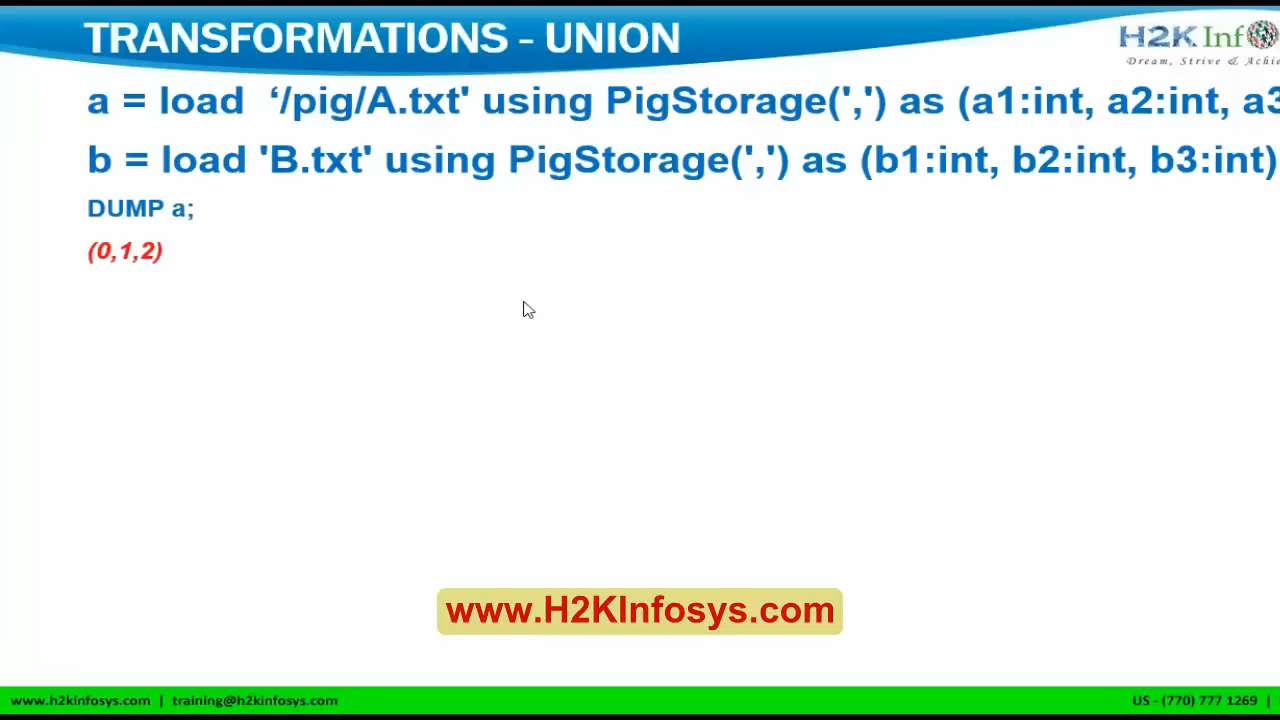 TRANSFORMATIONS - UNION
H2K Inf
Dream, Strive & Achie
a = load ‘/pig/A.txt' using PigStorage(',') as (a1:int, a2:int, a3
b = load 'B.txt' using PigStorage(',') as (b1:int, b2:int, b3:int)
DUMP a;
(0,1,2)
www.H2KInfosys.com
www.h2kinfosys.com | training@h2kinfosys.com
US - (770) 777 1269 |